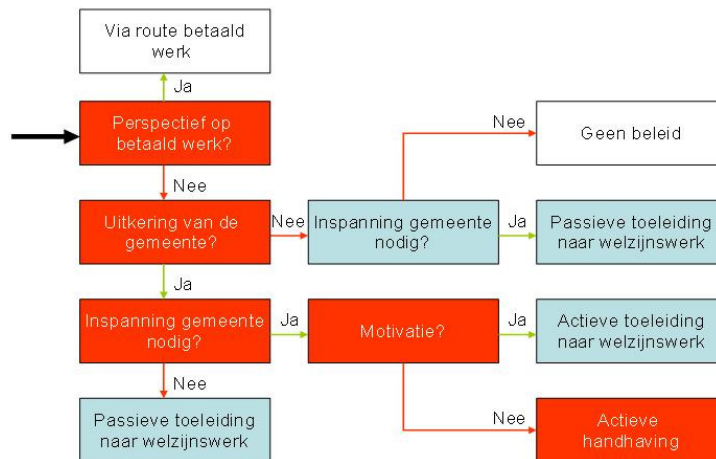 Via route betaald
werk
Ja
Perspectief op
betaald werk?
Nee
Geen beleid
Nee
Uitkering van de
gemeente?
Nee
Inspanning gemeente
nodig?
Ja
Passieve toeleiding
naar welzijnswerk
Ja
Inspanning gemeente
nodig?
Ja
Motivatie?
Ja
Actieve toeleiding
naar welzijnswerk
Nee
Passieve toeleiding
naar welzijnswerk
Nee
Actieve
handhaving